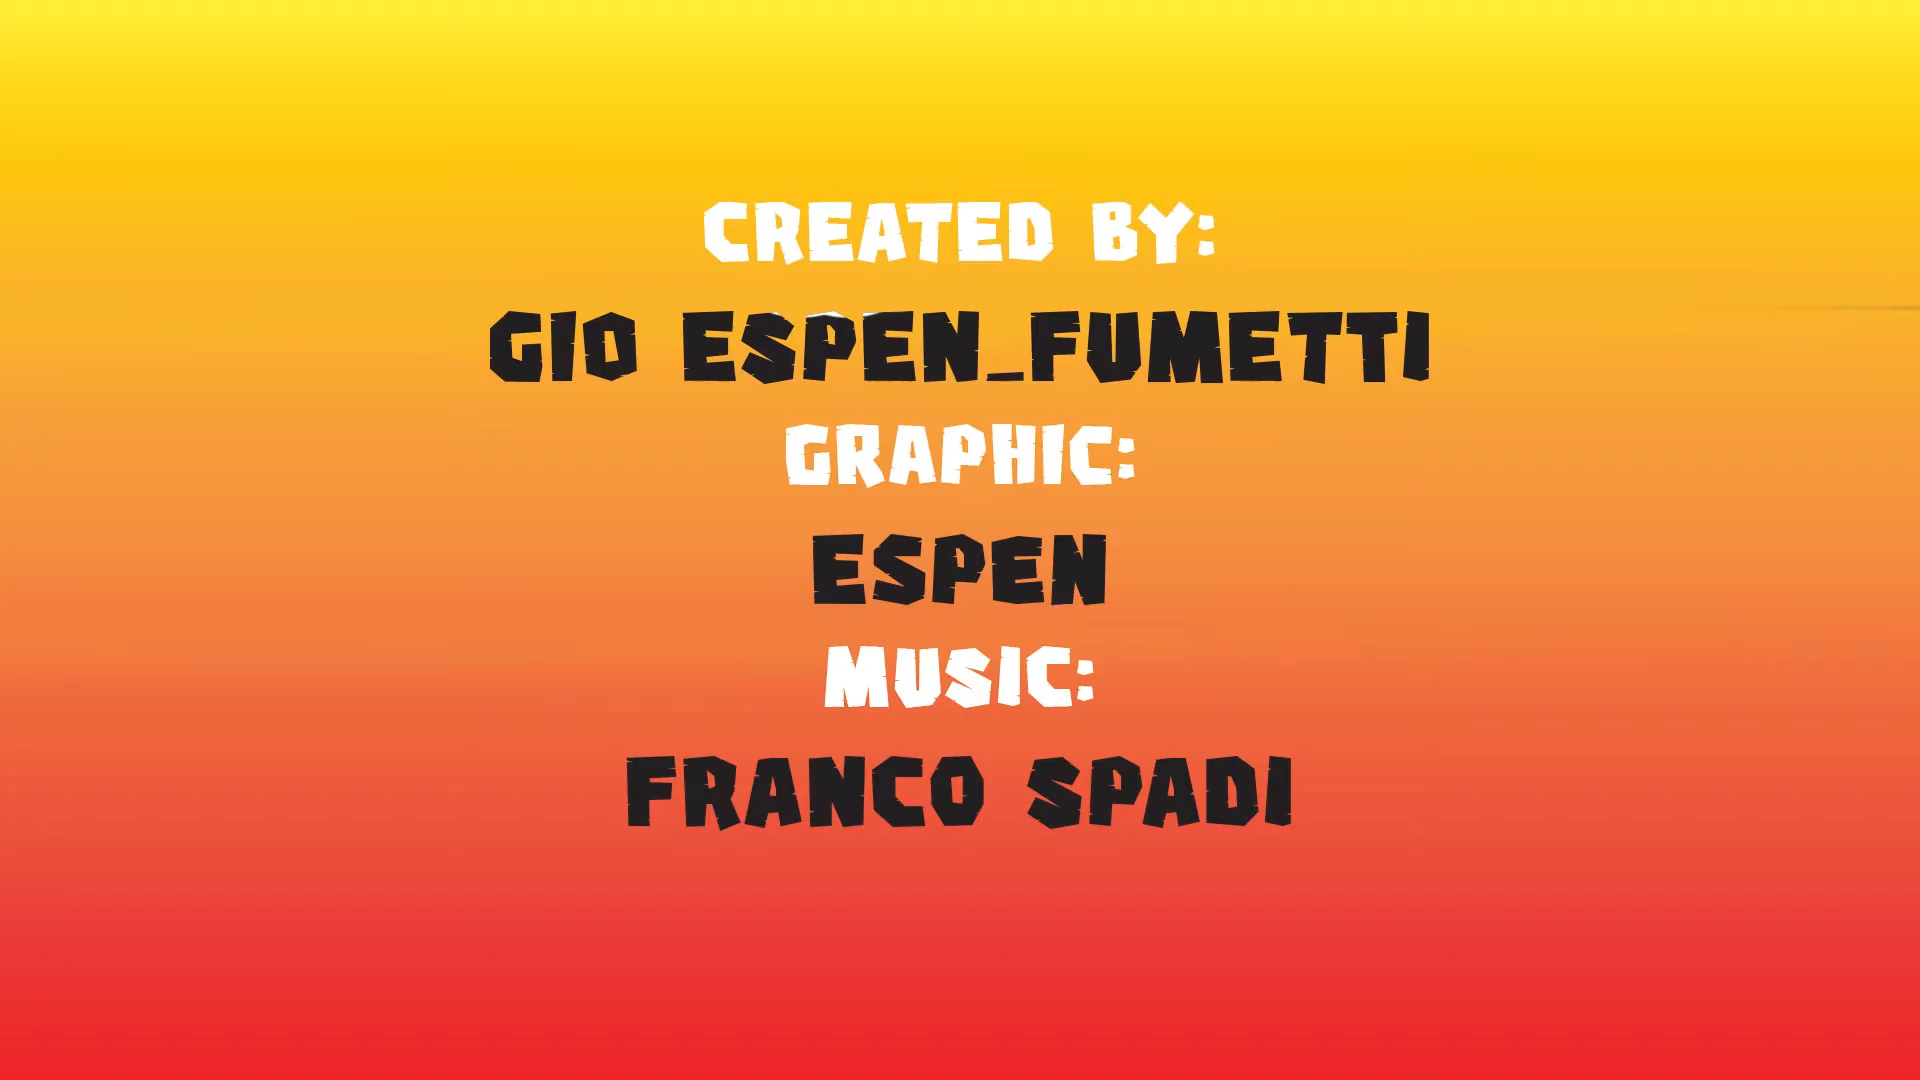 CREATED BY:
GIO ESPEN_FUMETTI
GRAPHIC:
ESPEN
MUSIC:
FRANCO SPADI